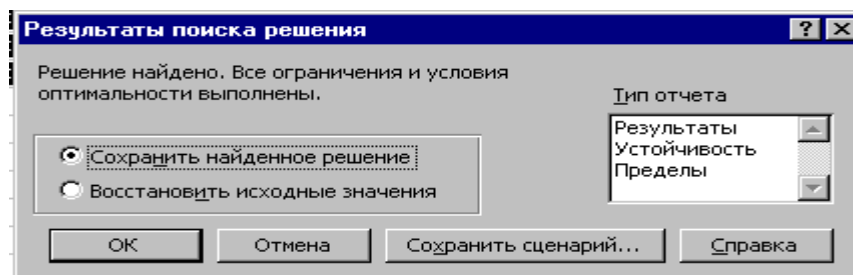 Результаты поиска решения
Решение найдено. Все ограничения и условия
оптимальности выполнены.
Тип отчета
Результаты
Устойчивость
Пределы
Сохранить найденное решение
Восстановить исходные значения
ОК
Отмена
Сохранить сценарий...
Справка